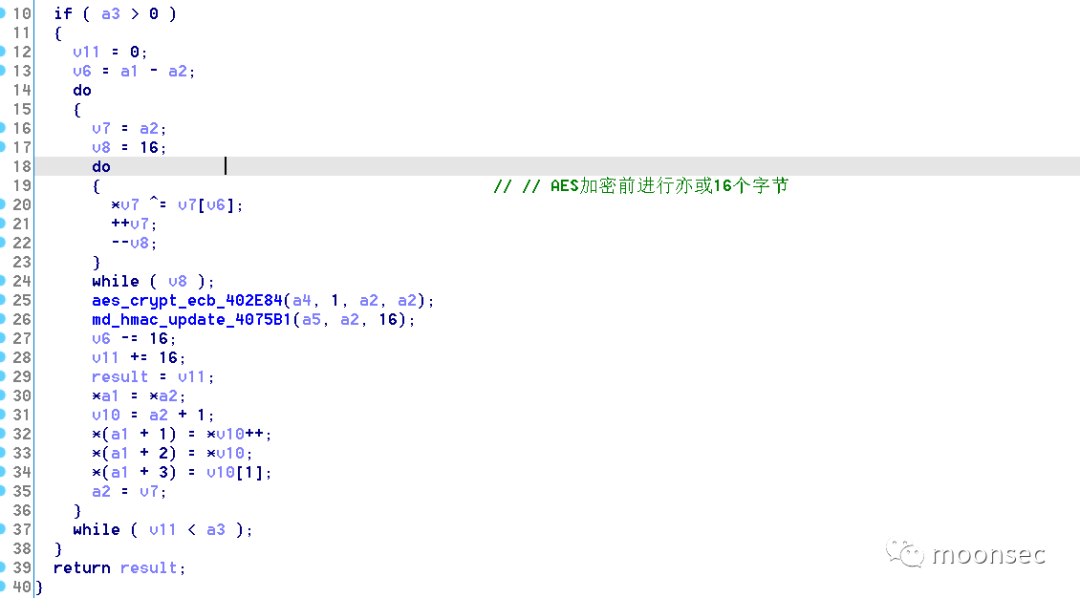 10 if ( a3 > 0 )
11 {
12 v11 = 0;
13 v6 = a1 - a2;
14 do
15 {
16 v7 = a2;
17 v8 = 16;
18 do
19 { // // AES加密前进行亦或16个字节
20 *v7 ^= v7[v6];
21 ++v7;
22 --v8;
23 }
24 while ( v8 );
25 aes_crypt_ecb_402E84(a4, 1, a2, a2);
26 md_hmac_update_4075B1(a5, a2, 16);
27 v6 -= 16;
28 v11 += 16;
29 result = v11;
30 *a1 = *a2;
31 v10 = a2 + 1;
32 *(a1 + 1) = *v10++;
33 *(a1 + 2) = *v10;
34 *(a1 + 3) = v10[1];
35 a2 = v7;
36 }
37 while ( v11 < a3 );
38 }
39 return result;
40 }
moonsec